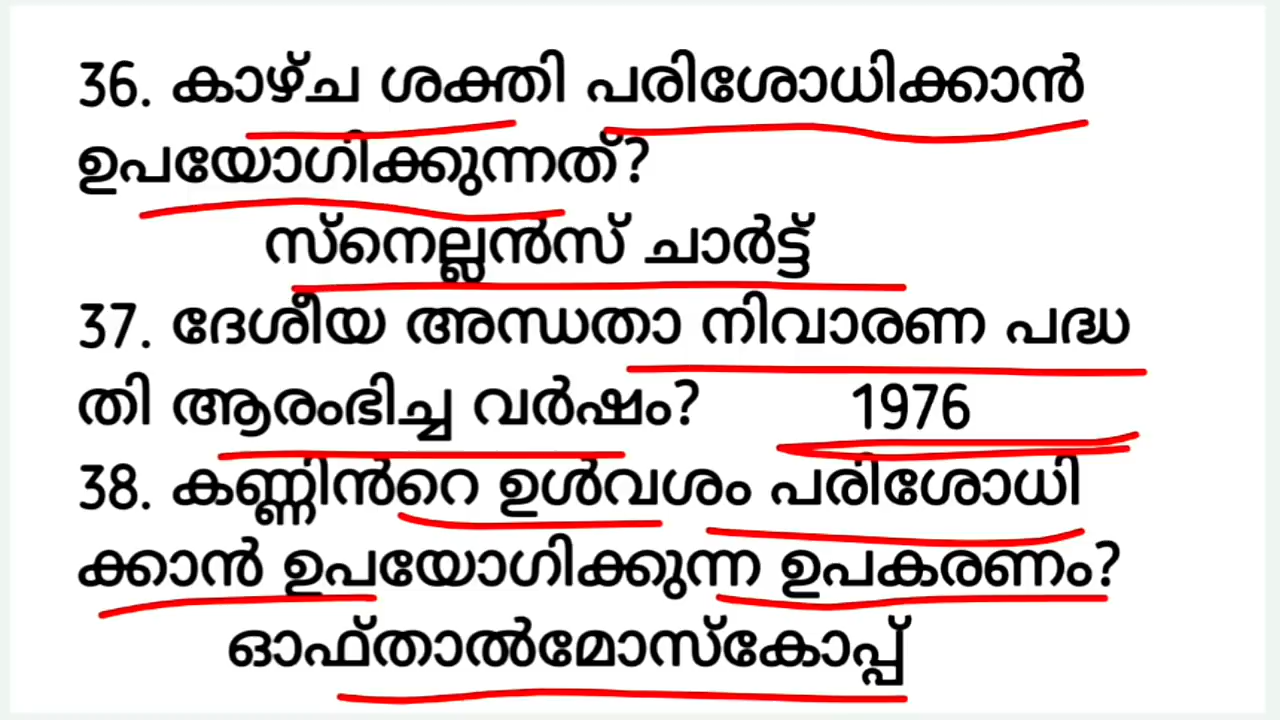 36. കാഴ്ച ശക്തി പരിശോധിക്കാൻ
ഉപയോഗിക്കുന്നത്?
സ്നെല്ലൻസ് ചാർട്ട്
37. ദേശീയ അന്ധതാ നിവാരണ പദ്ധ
തി ആരംഭിച്ച വർഷം? 1976
38. കണ്ണിൻറെ ഉൾവശം പരിശോധി
ക്കാൻ ഉപയോഗിക്കുന്ന ഉപകരണം?
ഓഫ്താൽമോസ്കോപ്പ്